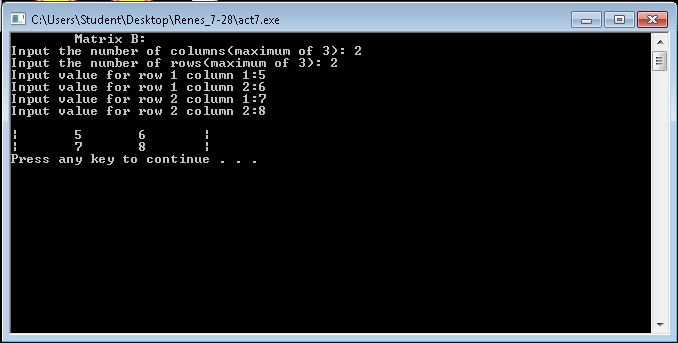 C:\Users\Student\Desktop\Renes_7-28\act7.exe
Matrix B:
Input the number of columns(maximum of 3): 2
Input the number of rows(maximum of 3): 2
Input value for row 1 column 1:5
Input value for row 1 column 2:6
Input value for row 2 column 1:7
Input value for row 2 column 2:8
¦ 5 6 ¦
¦ 7 8 ¦
Press any key to continue . . .